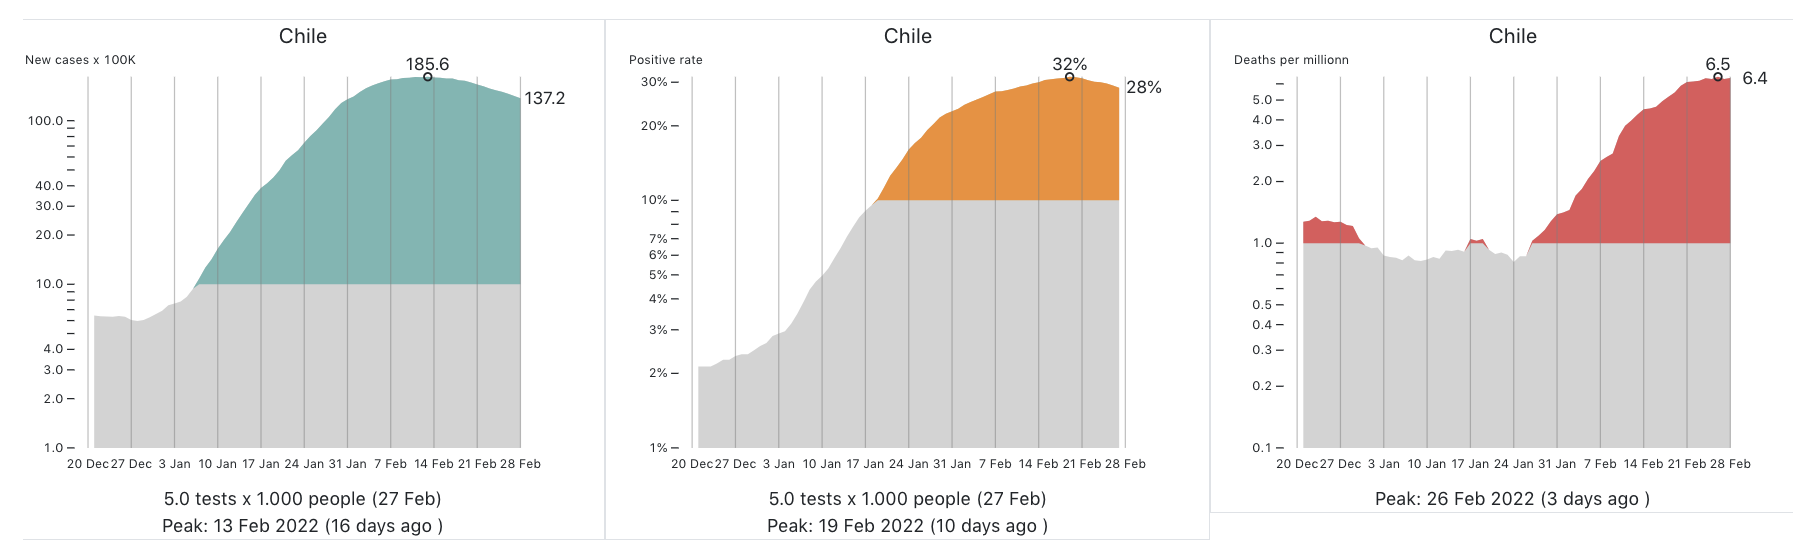 Chile
New cases x 100K
185.6
137.2
100.0
40.0
30.0
20.0
10.0
4.0
3.0
2.0
1.0
20 Dec 27 Dec 3 Jan 10 Jan 17 Jan 24 Jan 31 Jan 7 Feb 14 Feb 21 Feb 28 Feb
5.0 tests x 1.000 people (27 Feb)
Peak: 13 Feb 2022 (16 days ago )
Chile
Positive rate
32%
30%
28%
20%
10%
7%
6%
5%
4%
3%
2%
1%
20 Dec 27 Dec 3 Jan 10 Jan 17 Jan 24 Jan 31 Jan 7 Feb 14 Feb 21 Feb 28 Feb
5.0 tests x 1.000 people (27 Feb)
Peak: 19 Feb 2022 (10 days ago )
Chile
Deaths per millionn
6.5
6.4
5.0
4.0
3.0
2.0
1.0
0.5
0.4
0.3
0.2
0.1
20 Dec 27 Dec 3 Jan 10 Jan 17 Jan 24 Jan 31 Jan 7 Feb 14 Feb 21 Feb 28 Feb
Peak: 26 Feb 2022 (3 days ago )